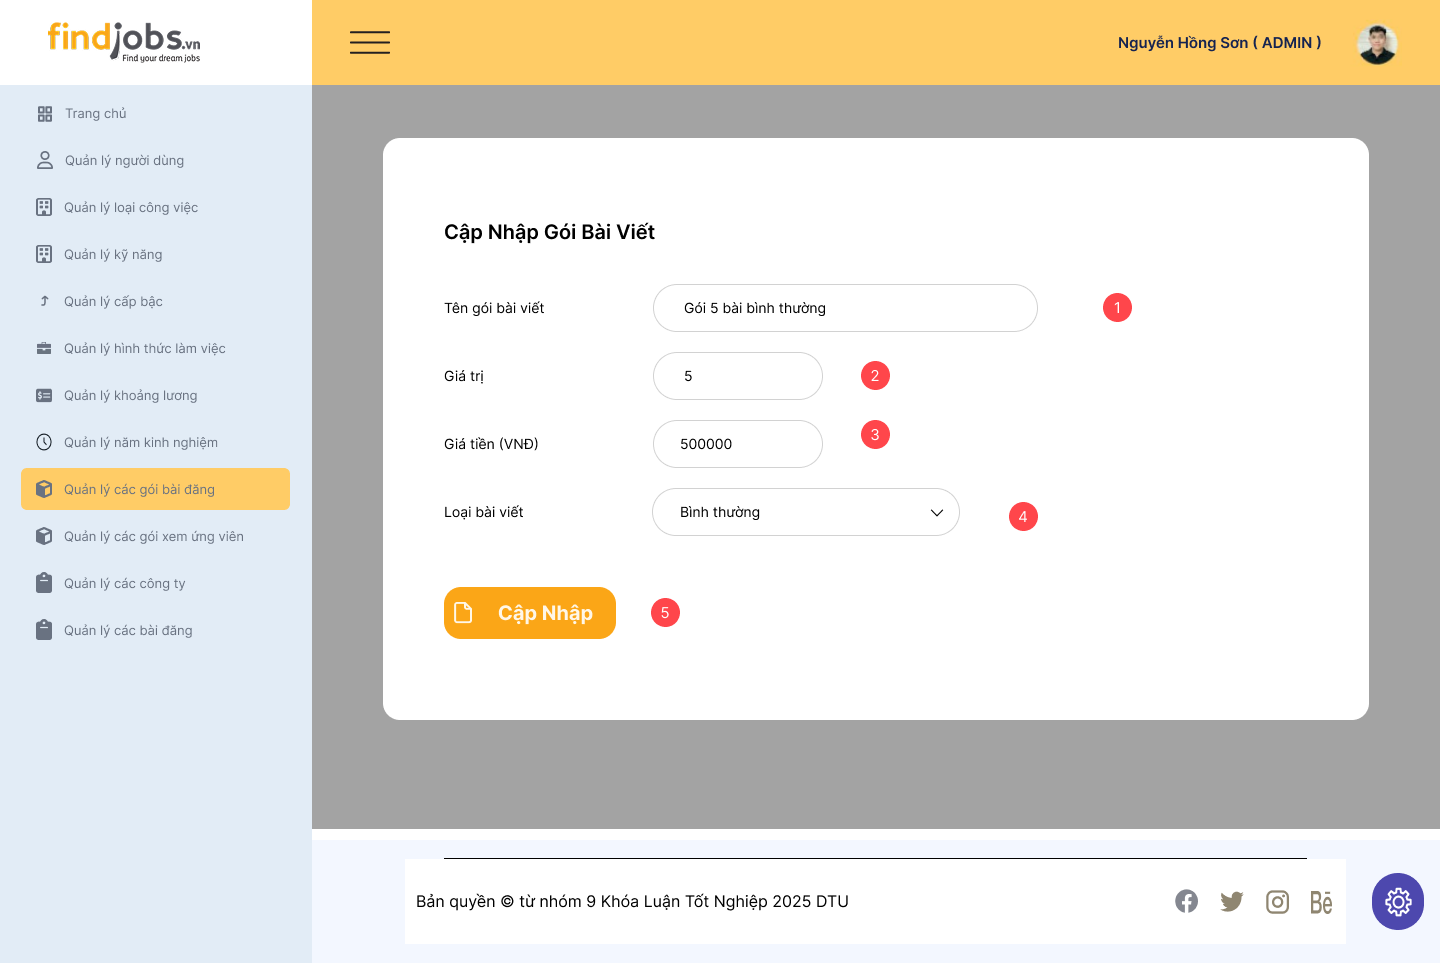 findjobs.vn
Find your dream jobs
Nguyễn Hồng Sơn ( ADMIN )
Trang chủ
Quản lý người dùng
Quản lý loại công việc
Quản lý kỹ năng
Quản lý cấp bậc
Quản lý hình thức làm việc
Quản lý khoảng lương
Quản lý năm kinh nghiệm
Quản lý các gói bài đăng
Quản lý các gói xem ứng viên
Quản lý các công ty
Quản lý các bài đăng
Cập Nhập Gói Bài Viết
Tên gói bài viết Gói 5 bài bình thường 1
Giá trị 5 2
Giá tiền (VNĐ) 500000 3
Loại bài viết Bình thường 4
Cập Nhập 5
Bản quyền © từ nhóm 9 Khóa Luận Tốt Nghiệp 2025 DTU